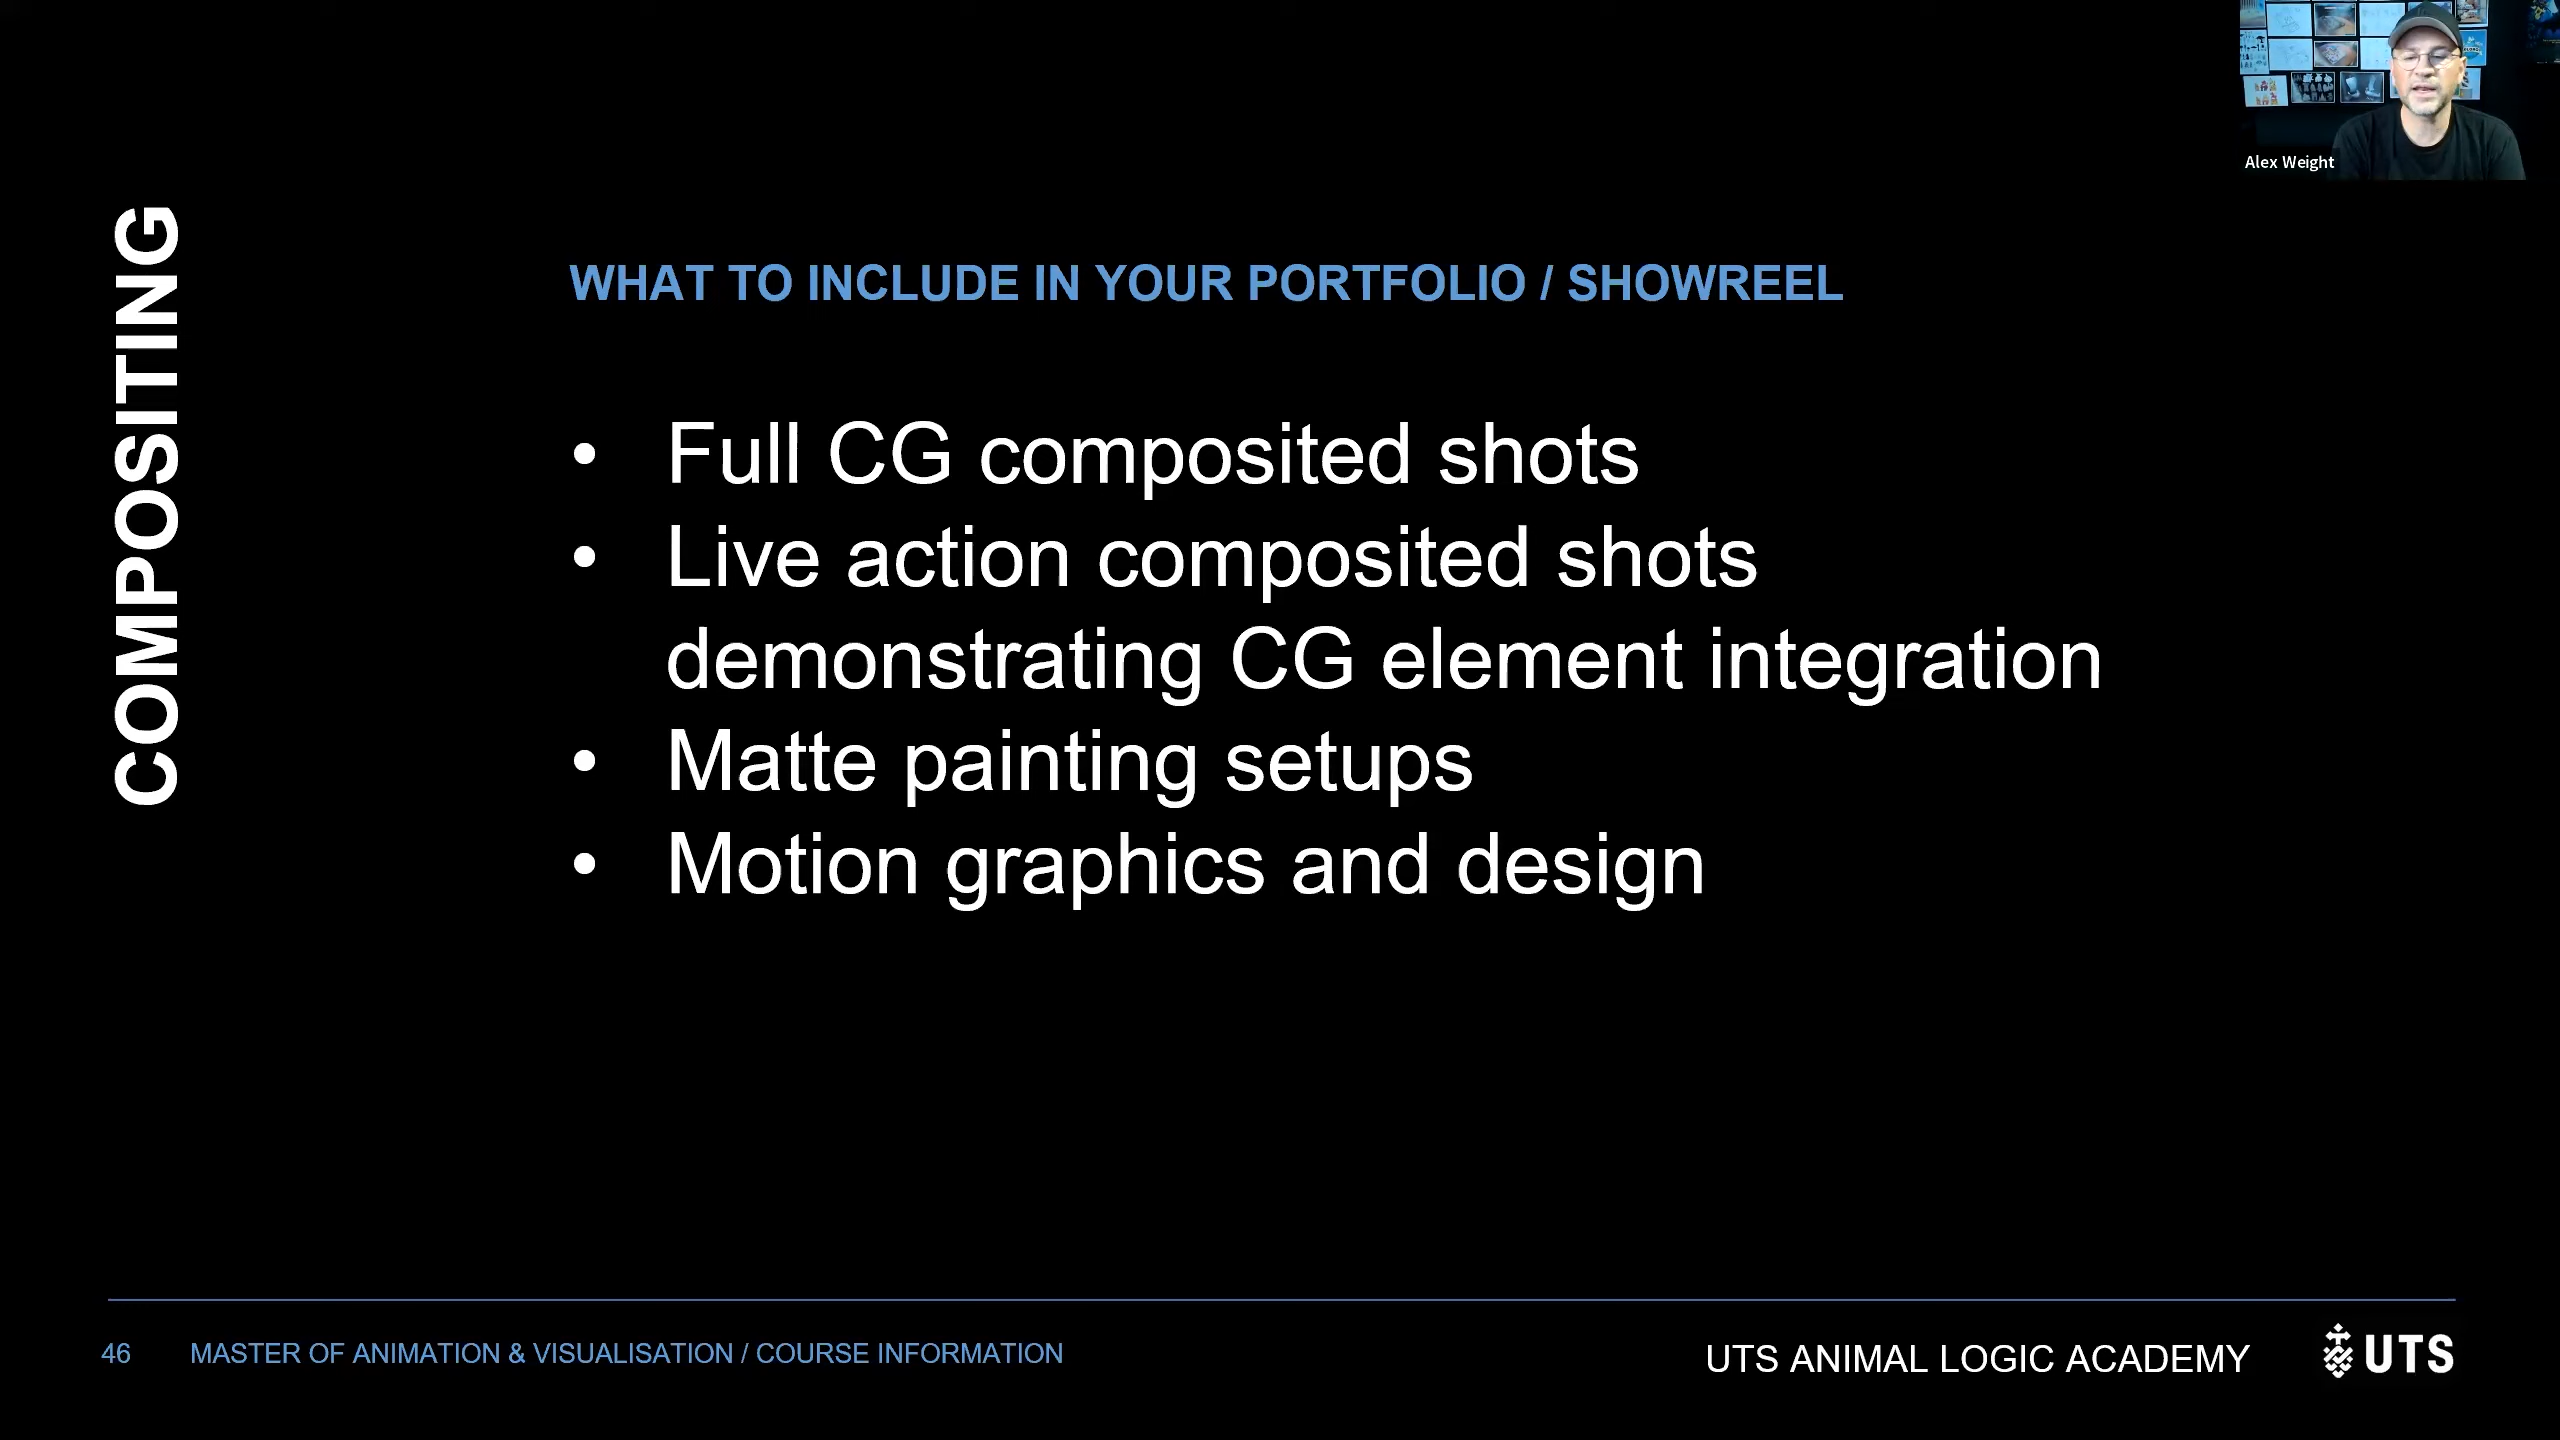 Alex Weight
COMPOSITING
WHAT TO INCLUDE IN YOUR PORTFOLIO / SHOWREEL
• Full CG composited shots
• Live action composited shots
demonstrating CG element integration
• Matte painting setups
• Motion graphics and design
46 MASTER OF ANIMATION & VISUALISATION / COURSE INFORMATION
UTS ANIMAL LOGIC ACADEMY
UTS